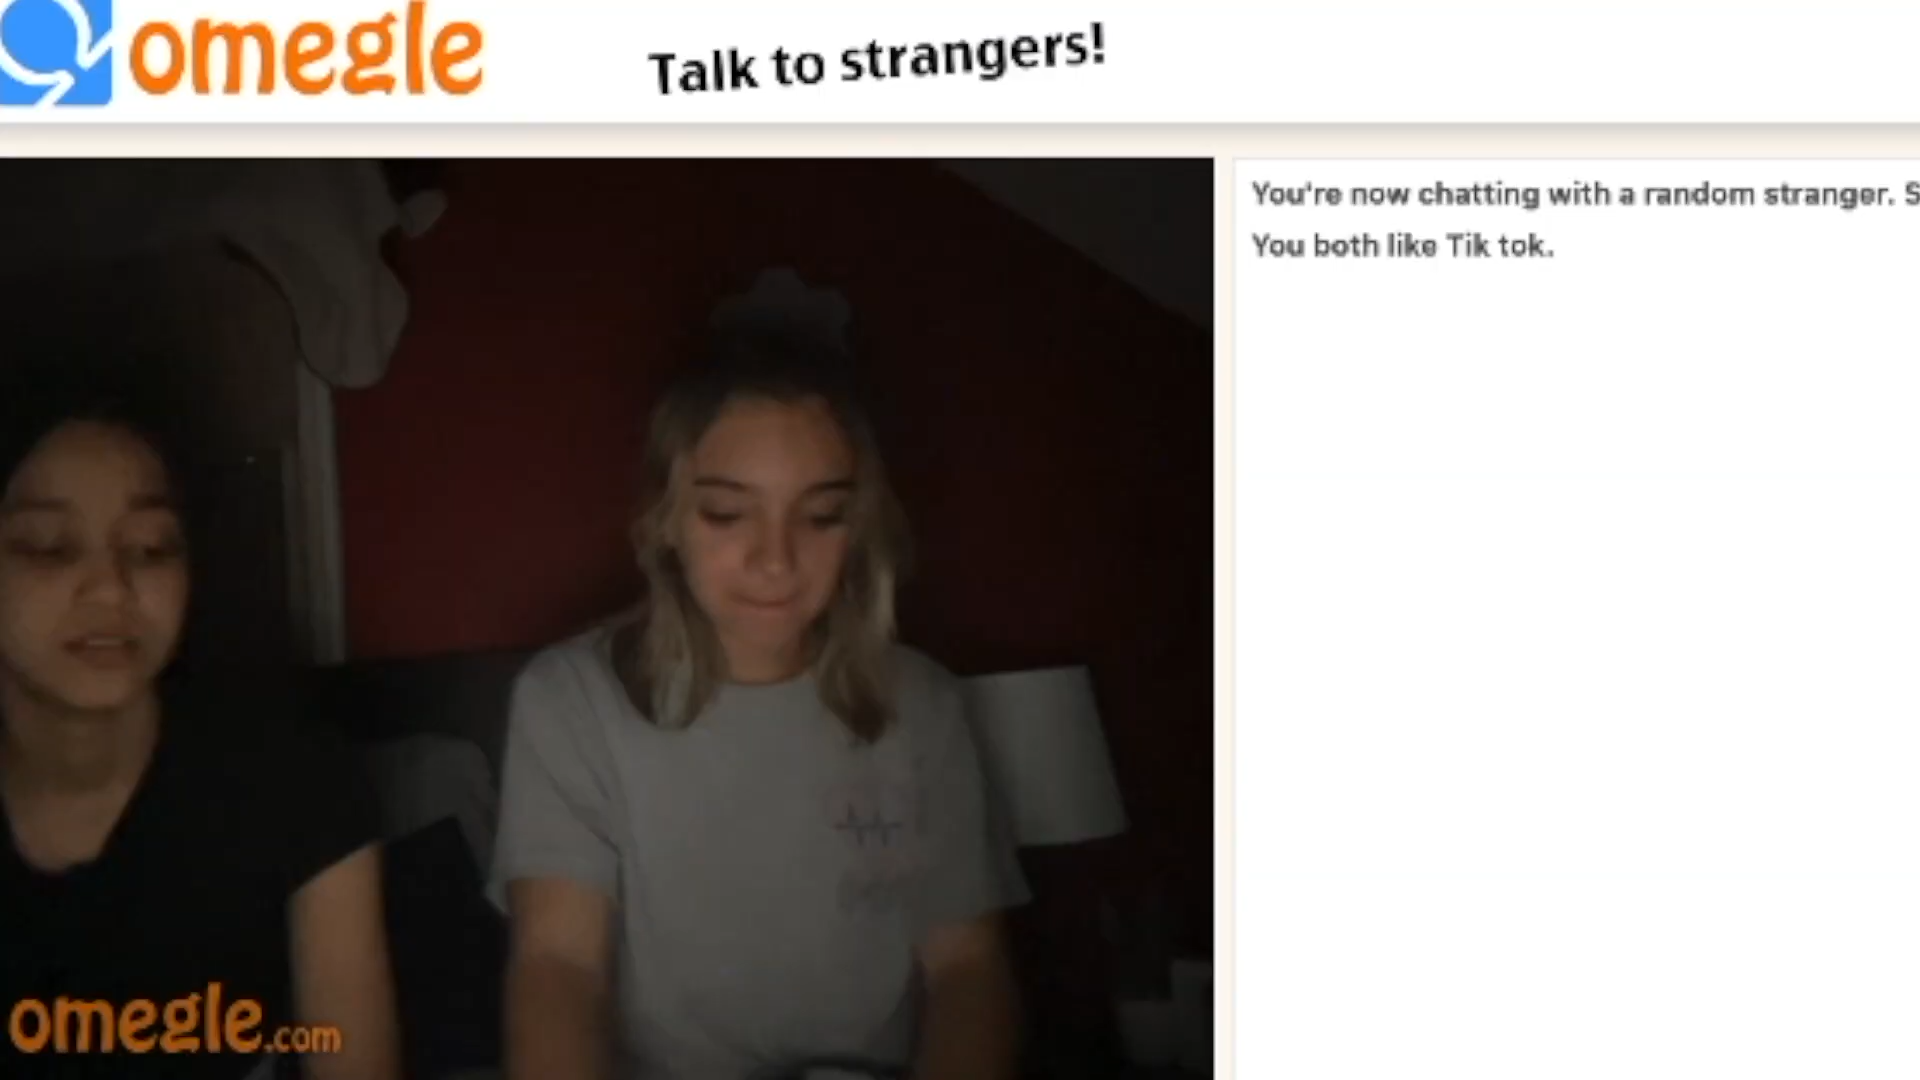 omegle
Talk to strangers!
You're now chatting with a random stranger. S
You both like Tik tok.
omegle.com